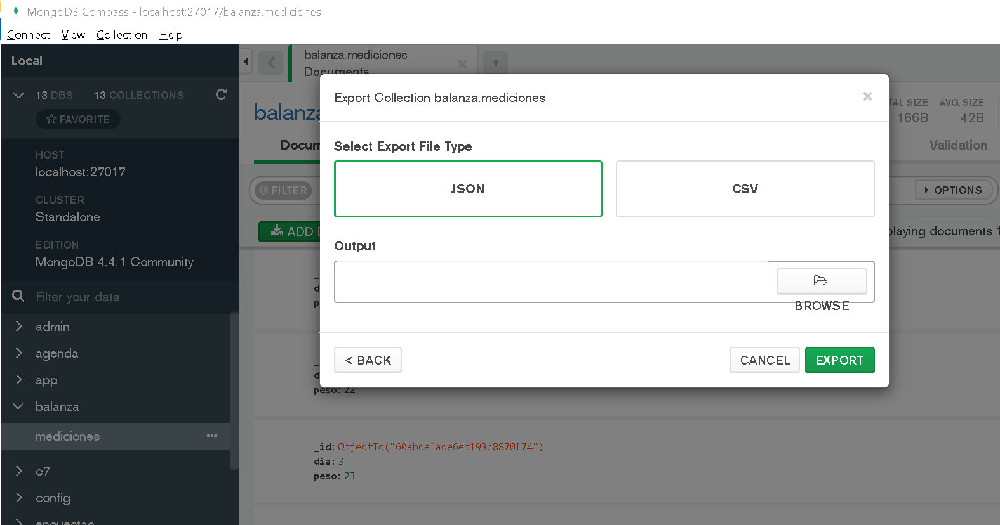 MongoDB Compass - localhost:27017/balanza.mediciones
Connect View Collection Help
Local
13 DBS 13 COLLECTIONS
FAVORITE
HOST
localhost:27017
CLUSTER
Standalone
EDITION
MongoDB 4.4.1 Community
Filter your data
admin
agenda
app
balanza
mediciones
c7
config
encuestas
balanza.mediciones
Documents
balanza
TAL SIZE AVG. SIZE
166B 42B
Docum
Validation
FILTER
OPTIONS
ADD D
playing documents 1
Export Collection balanza.mediciones
Select Export File Type
JSON CSV
Output
BROWSE
< BACK CANCEL EXPORT
peso: 22
_id: ObjectId("60abceface6eb193c8870f74")
dia: 3
peso: 23